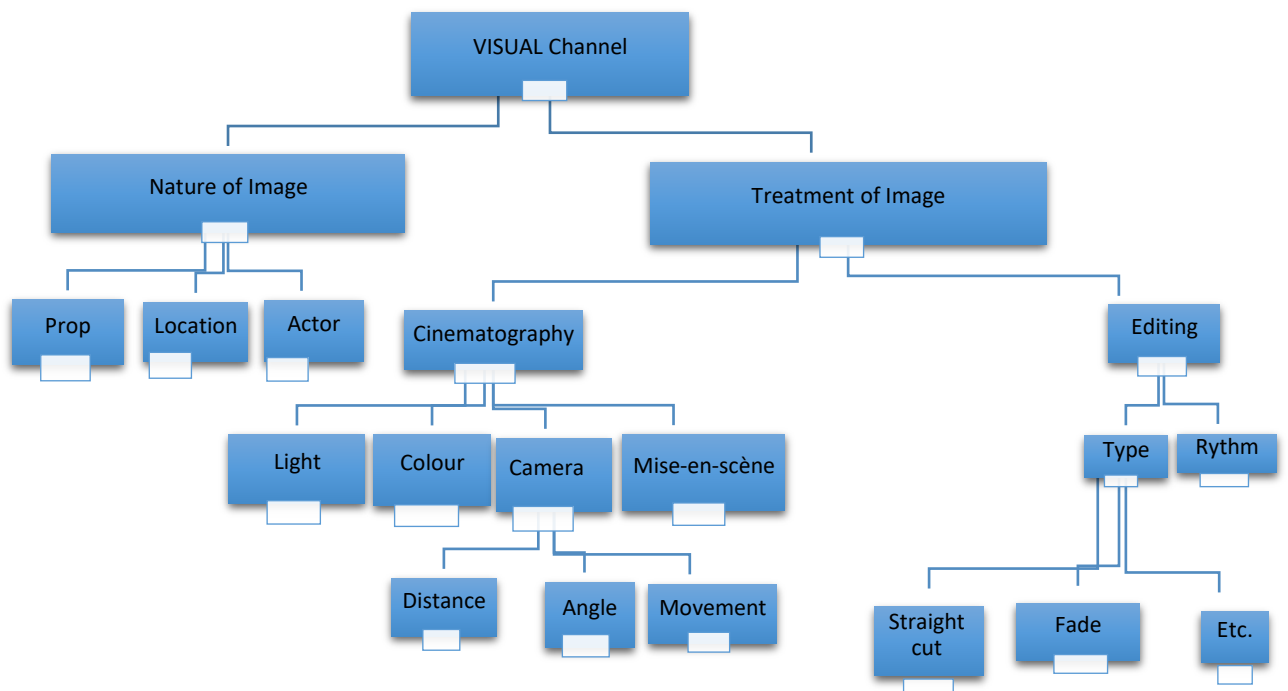 VISUAL Channel
Nature of Image
Treatment of Image
Prop
Location
Actor
Cinematography
Editing
Light
Colour
Camera
Mise-en-scène
Type
Rythm
Distance
Angle
Movement
Straight
cut
Fade
Etc.